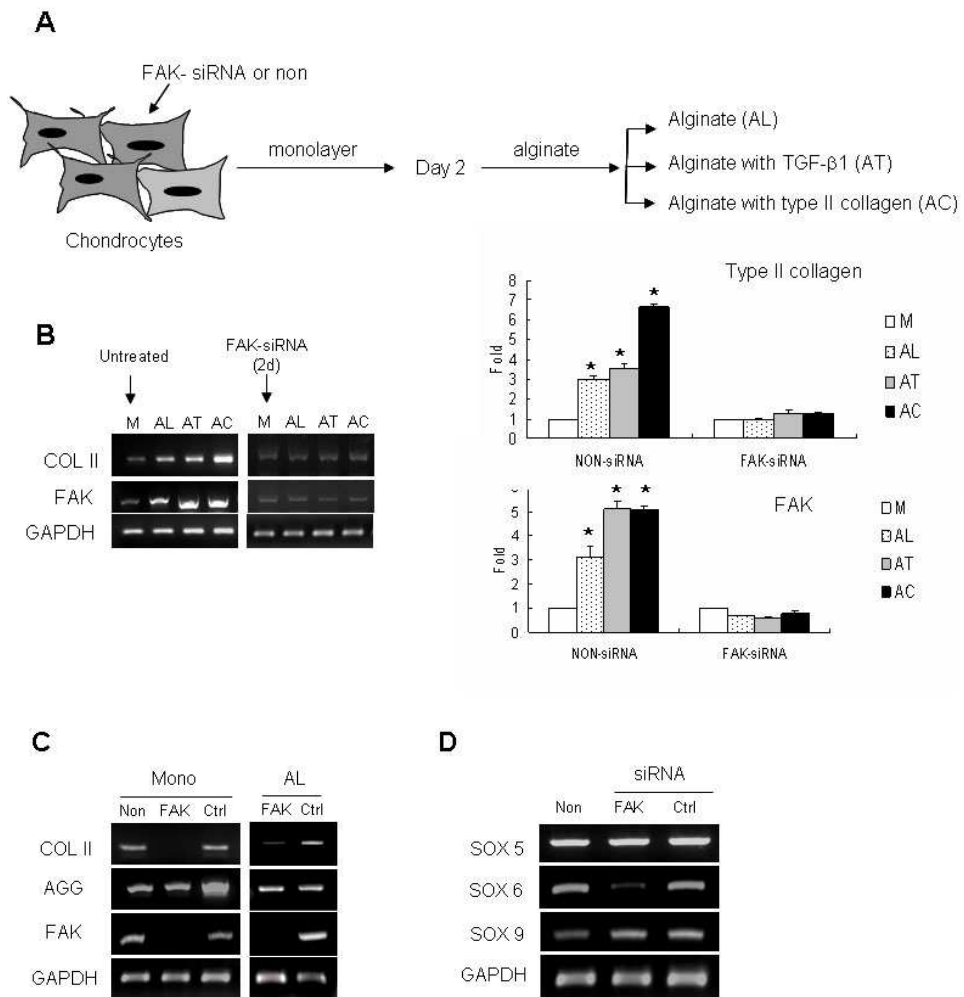 A
FAK- siRNA or non
Chondrocytes
monolayer
Day 2
alginate
Alginate (AL)
Alginate with TGF-β1 (AT)
Alginate with type II collagen (AC)
B
Untreated
FAK-siRNA
(2d)
M AL AT AC M AL AT AC
COL II
FAK
GAPDH
Type II collagen
Fold
8
7
6
5
4
3
2
1
0
★ ★ ★
NON-siRNA FAK-siRNA
M
AL
AT
AC
FAK
Fold
5
4
3
2
1
0
★ ★ ★
NON-siRNA FAK-siRNA
M
AL
AT
AC
C
Mono AL
Non FAK Ctrl FAK Ctrl
COL II
AGG
FAK
GAPDH
D
siRNA
Non FAK Ctrl
SOX 5
SOX 6
SOX 9
GAPDH